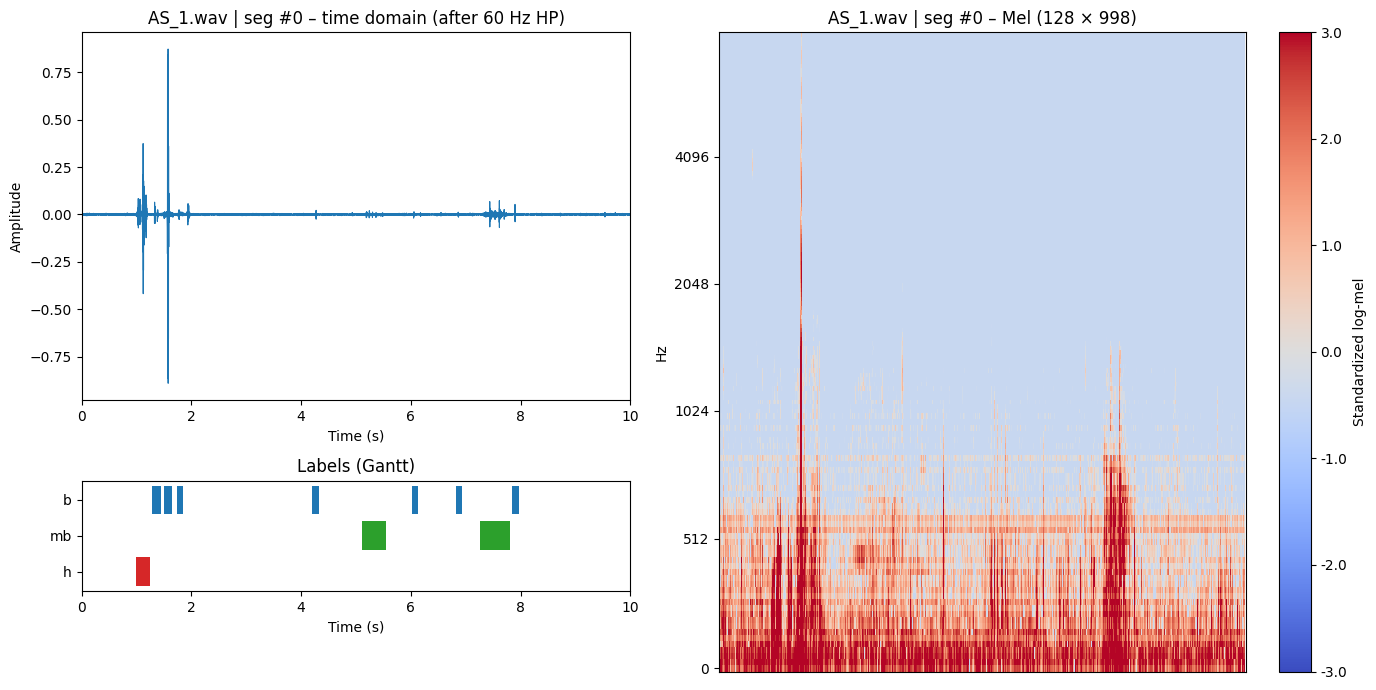 AS_1.wav | seg #0 – time domain (after 60 Hz HP)
0.75
0.50
0.25
0.00
−0.25
−0.50
−0.75
Amplitude
0 2 4 6 8 10
Time (s)
Labels (Gantt)
b
mb
h
0 2 4 6 8 10
Time (s)
AS_1.wav | seg #0 – Mel (128 × 998)
4096
2048
1024
512
0
Hz
3.0
2.0
1.0
0.0
-1.0
-2.0
-3.0
Standardized log-mel